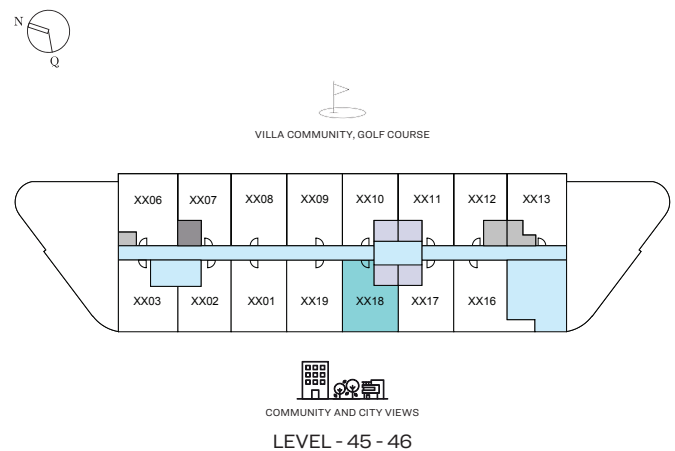 N
Q
VILLA COMMUNITY, GOLF COURSE
XX06 XX07 XX08 XX09 XX10 XX11 XX12 XX13
XX03 XX02 XX01 XX19 XX18 XX17 XX16
COMMUNITY AND CITY VIEWS
LEVEL - 45 - 46